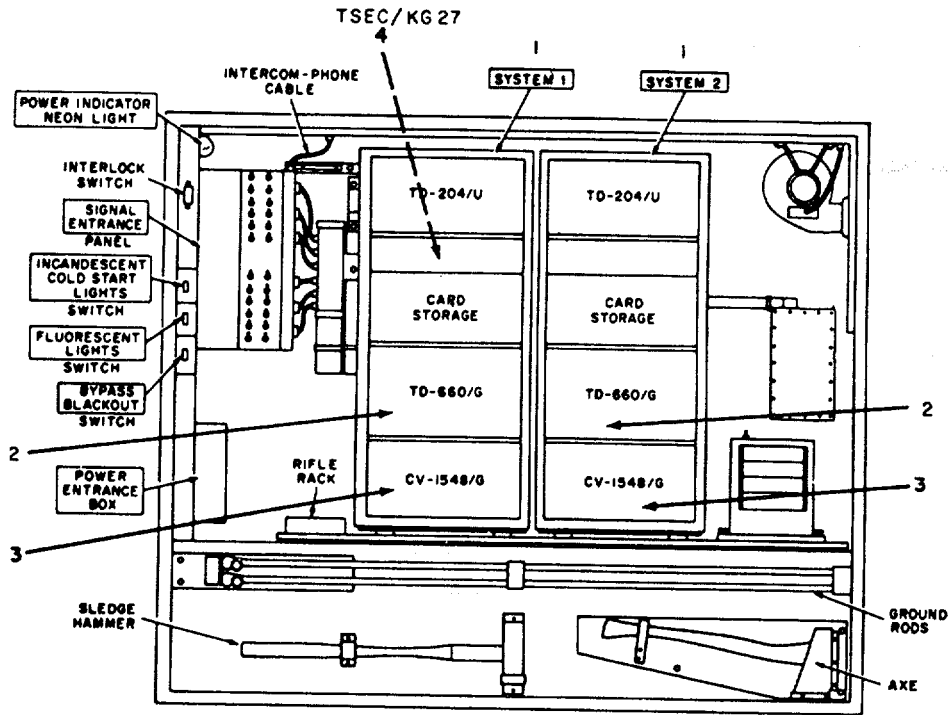 TSEC/KG 27
4
1
1
INTERCOM-PHONE
CABLE
SYSTEM 1
SYSTEM 2
POWER INDICATOR
NEON LIGHT
INTERLOCK
SWITCH
SIGNAL
ENTRANCE
PANEL
INCANDESCENT
COLD START
LIGHTS
SWITCH
FLUORESCENT
LIGHTS
SWITCH
BYPASS
BLACKOUT
SWITCH
2
POWER
ENTRANCE
BOX
3
RIFLE
RACK
TD-204/U
CARD
STORAGE
TD-660/G
CV-1548/G
TD-204/U
CARD
STORAGE
TD-660/G
CV-1548/G
2
3
SLEDGE
HAMMER
GROUND
RODS
AXE